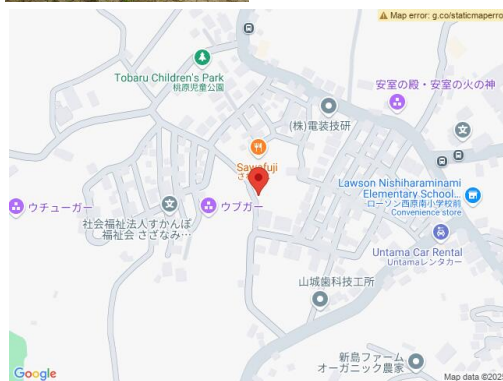 Map error: g.co/staticmaperro
Tobaru Children's Park
桃原児童公園
安室の殿・安室の火の神
(株)電装技研
Sawafuji
Lawson Nishiharaminami
Elementary School...
ローソン西原南小学校前
Convenience store
ウチューガー
ウブガー
社会福祉法人すかんぽ
福祉会 さざなみ…
Untama Car Rental
Untamaレンタカー
山城歯科技工所
新島ファーム
オーガニック農家
Google
Map data ©202